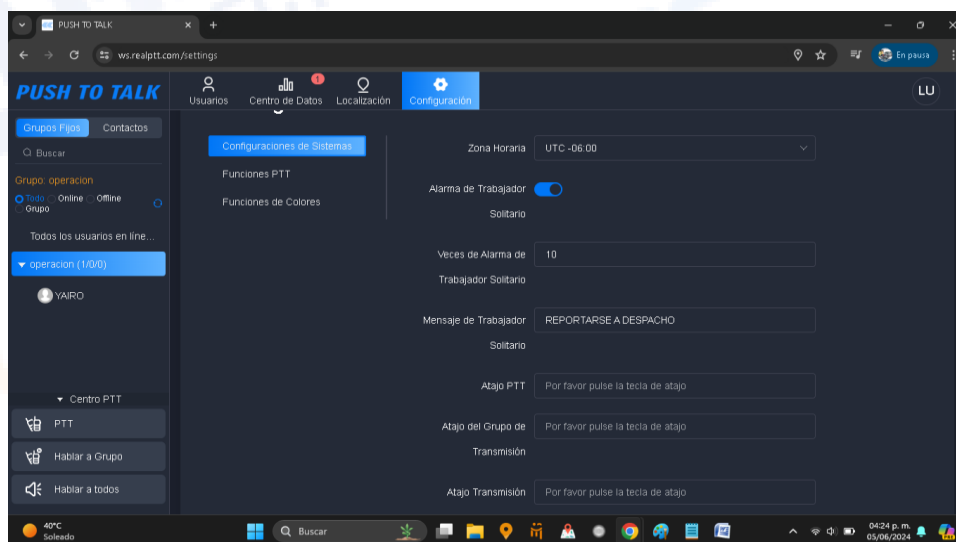 PUSH TO TALK
ws.realptt.com/settings
En pausa
PUSH TO TALK
Usuarios
Centro de Datos
1
Localización
Configuración
LU
Grupos Fijos
Contactos
Buscar
Grupo: operacion
Todo
Online
Offline
Grupo
Todos los usuarios en líne...
operacion (1/0/0)
YAIRO
Centro PTT
PTT
Hablar a Grupo
Hablar a todos
Configuraciones de Sistemas
Funciones PTT
Funciones de Colores
Zona Horaria
UTC -06:00
Alarma de Trabajador
Solitario
Veces de Alarma de
Trabajador Solitario
10
Mensaje de Trabajador
Solitario
REPORTARSE A DESPACHO
Atajo PTT
Por favor pulse la tecla de atajo
Atajo del Grupo de
Transmisión
Por favor pulse la tecla de atajo
Atajo Transmisión
Por favor pulse la tecla de atajo
40°C
Soleado
Buscar
04:24 p. m.
05/06/2024